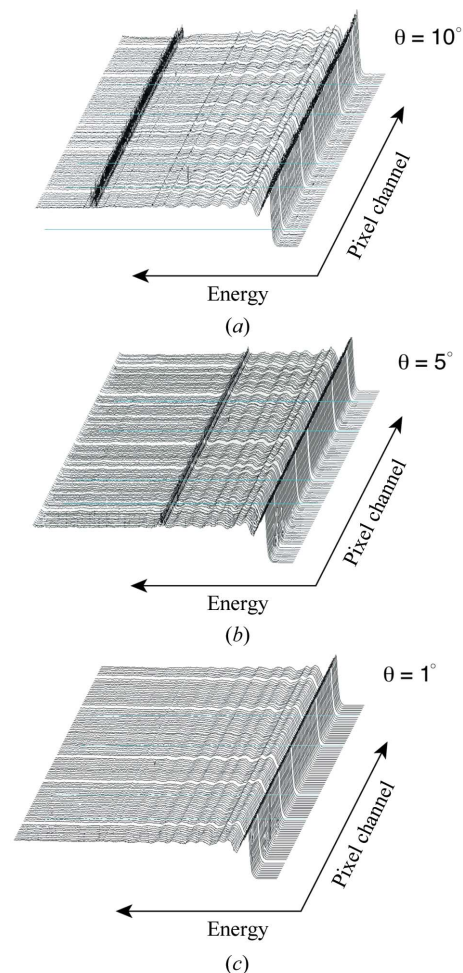 θ = 10°
Pixel channel
Energy
(a)
θ = 5°
Pixel channel
Energy
(b)
θ = 1°
Pixel channel
Energy
(c)